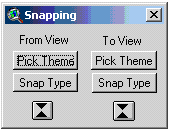 Snapping
From View To View
Pick Theme Pick Theme
Snap Type Snap Type